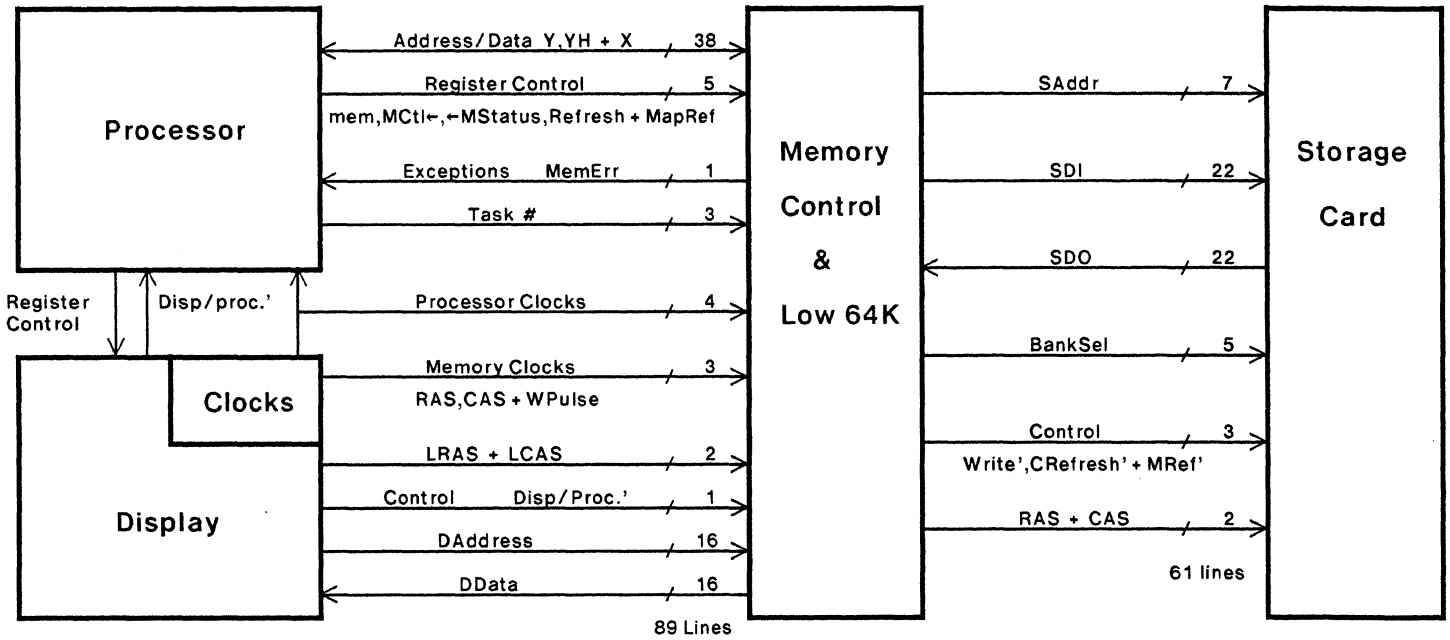 Processor
Address/Data Y,YH + X 38
Register Control 5
mem,MCtl←,←MStatus,Refresh + MapRef
Exceptions MemErr 1
Task # 3
Register
Control
Disp/proc.'
Processor Clocks 4
Clocks
Memory Clocks 3
RAS,CAS + WPulse
LRAS + LCAS 2
Display
Control Disp/Proc.' 1
DAddress 16
DData 16
89 Lines
Memory
Control
&
Low 64K
SAddr 7
SDI 22
SDO 22
BankSel 5
Control 3
Write',CRefresh' + MRef'
RAS + CAS 2
61 lines
Storage
Card